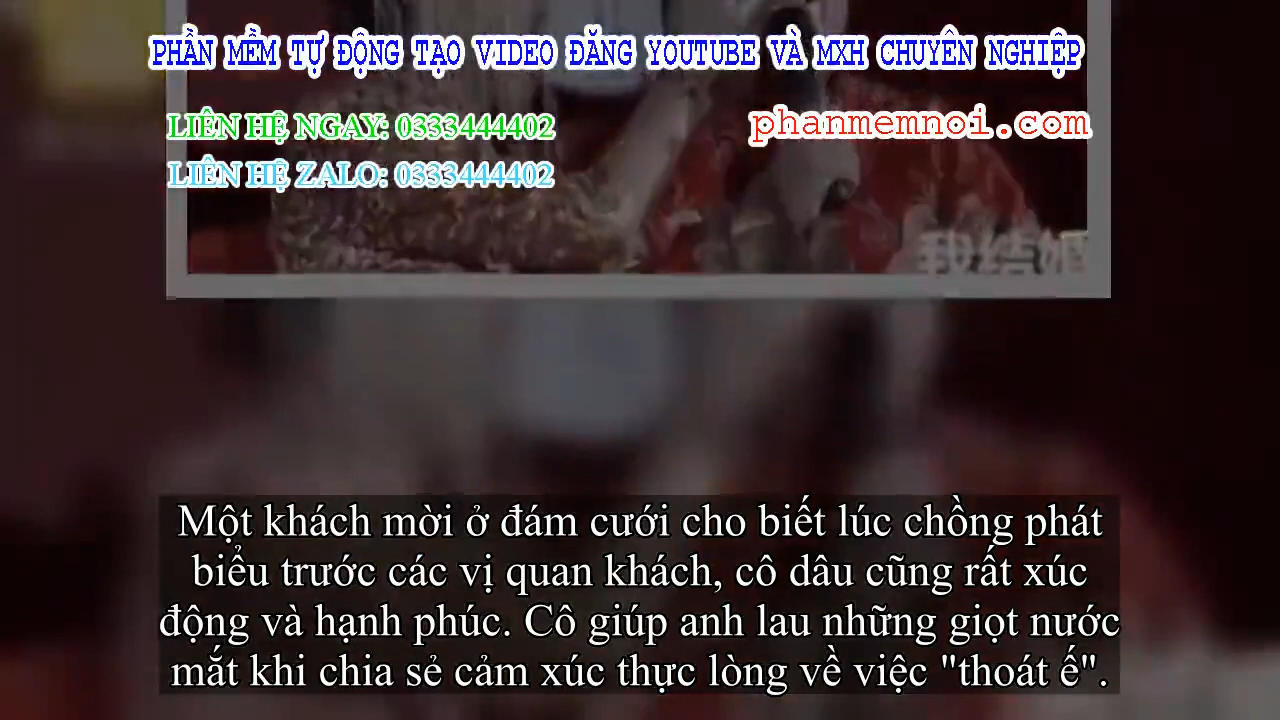 PHẦN MỀM TỰ ĐỘNG TẠO VIDEO ĐĂNG YOUTUBE VÀ MXH CHUYÊN NGHIỆP
LIÊN HỆ NGAY: 0333444402
phanmemnoi.com
LIÊN HỆ ZALO: 0333444402
我结婚
Một khách mời ở đám cưới cho biết lúc chồng phát
biểu trước các vị quan khách, cô dâu cũng rất xúc
động và hạnh phúc. Cô giúp anh lau những giọt nước
mắt khi chia sẻ cảm xúc thực lòng về việc "thoát ế".